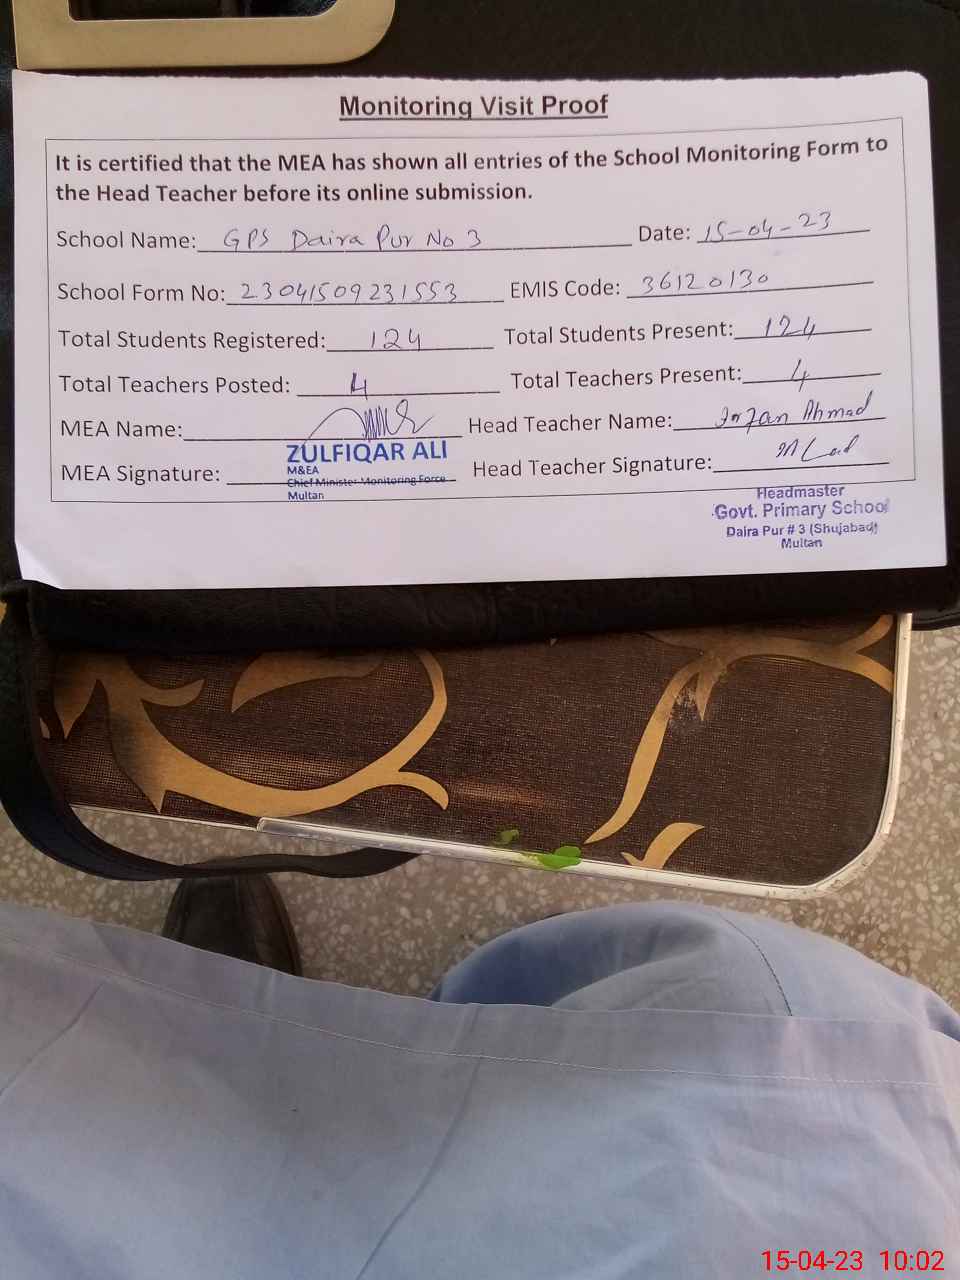 Monitoring Visit Proof
It is certified that the MEA has shown all entries of the School Monitoring Form to
the Head Teacher before its online submission.
School Name: GPS Daira Pur No 3 Date: 15-04-23
School Form No: 23041509231553 EMIS Code: 36120130
Total Students Registered: 124 Total Students Present: 124
Total Teachers Posted: 4 Total Teachers Present: 4
MEA Name: Head Teacher Name: Irfan Ahmad
ZULFIQAR ALI
M&EA
MEA Signature: Head Teacher Signature:
Chief Minister Monitoring Force
Multan
Headmaster
Govt. Primary School
Daira Pur # 3 (Shujabad)
Multan
15-04-23 10:02